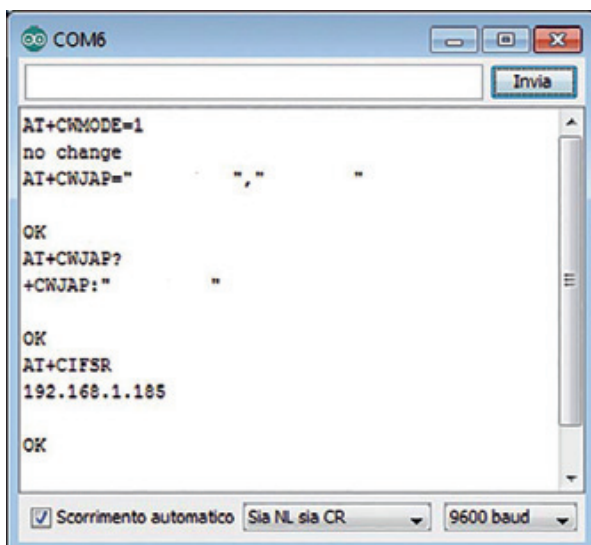 COM6
Invia
AT+CWMODE=1
no change
AT+CWJAP=" ","  "
OK
AT+CWJAP?
+CWJAP:" "
OK
AT+CIFSR
192.168.1.185
OK
Scorrimento automatico Sia NL sia CR 9600 baud